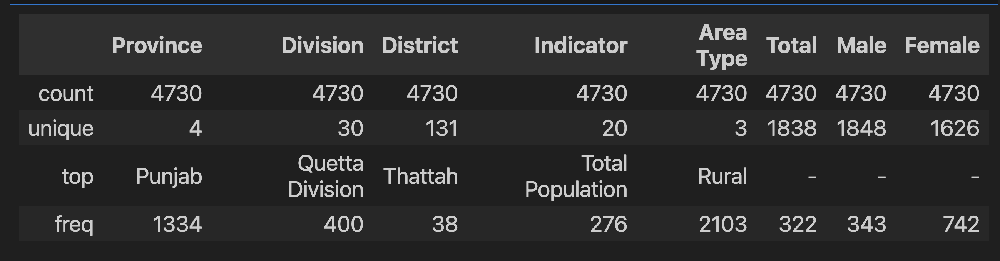 Province Division District Indicator Area Type Total Male Female
count 4730 4730 4730 4730 4730 4730 4730 4730
unique 4 30 131 20 3 1838 1848 1626
top Punjab Quetta Division Thattah Total Population Rural - - -
freq 1334 400 38 276 2103 322 343 742